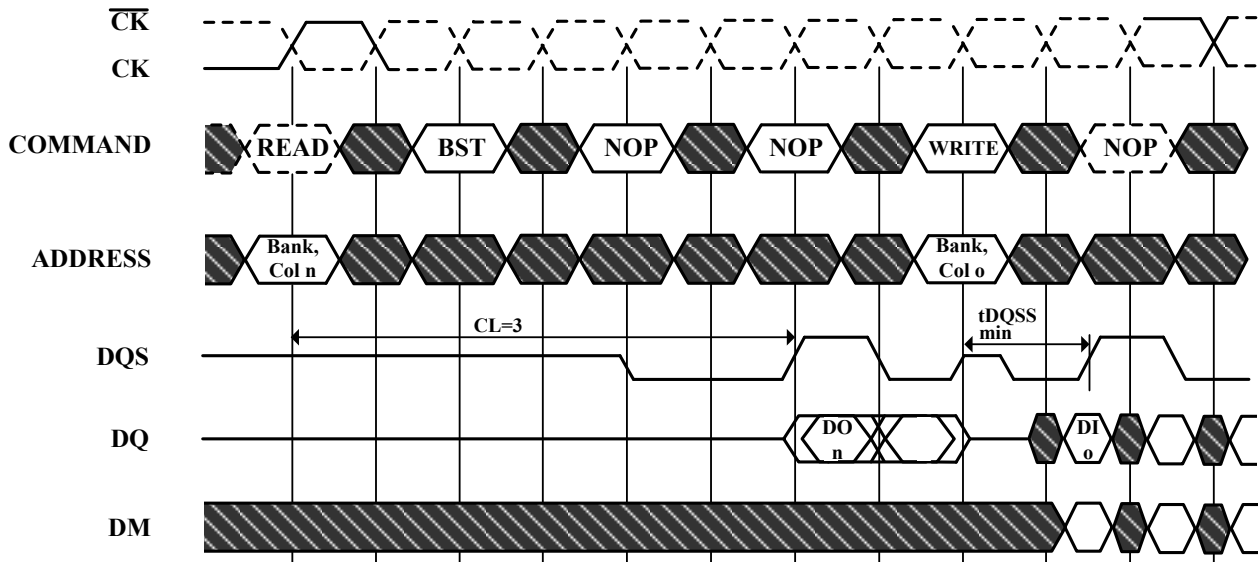 CK
CK
COMMAND
READ
BST
NOP
NOP
WRITE
NOP
ADDRESS
Bank,
Col n
Bank,
Col o
DQS
CL=3
tDQSS
min
DQ
DO
n
DI
o
DM